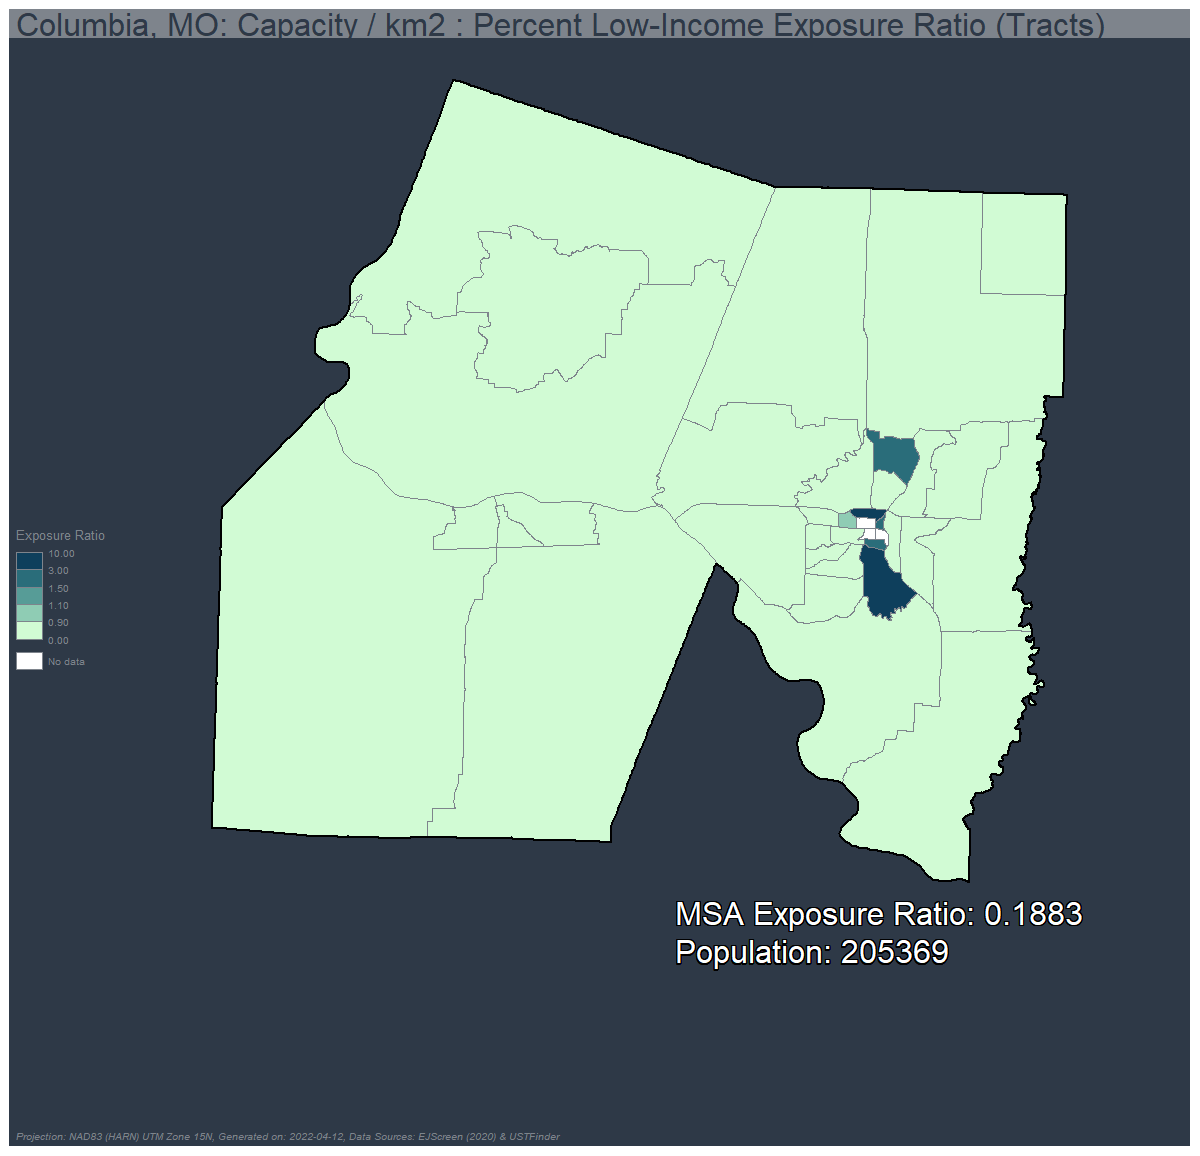 Columbia, MO: Capacity / km2 : Percent Low-Income Exposure Ratio (Tracts)
Exposure Ratio
10.00
3.00
1.50
1.10
0.90
0.00
No data
MSA Exposure Ratio: 0.1883
Population: 205369
Projection: NAD83 (HARN) UTM Zone 15N, Generated on: 2022-04-12, Data Sources: EJScreen (2020) & USTFinder